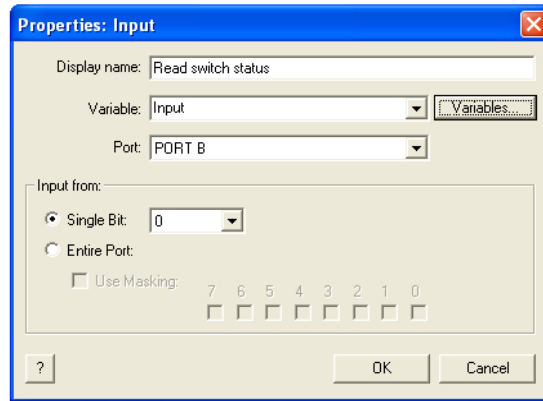 Properties: Input
Display name: Read switch status
Variable: Input Variables...
Port: PORT B
Input from:
Single Bit: 0
Entire Port:
Use Masking: 7 6 5 4 3 2 1 0
? OK Cancel